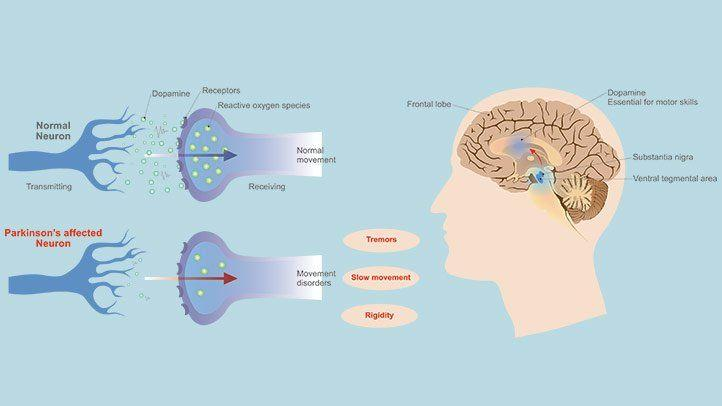 Dopamine
Receptors
Reactive oxygen species
Normal
Neuron
Transmitting
Normal
movement
Receiving
Parkinson's affected
Neuron
Movement
disorders
Tremors
Slow movement
Rigidity
Frontal lobe
Dopamine
Essential for motor skills
Substantia nigra
Ventral tegmental area